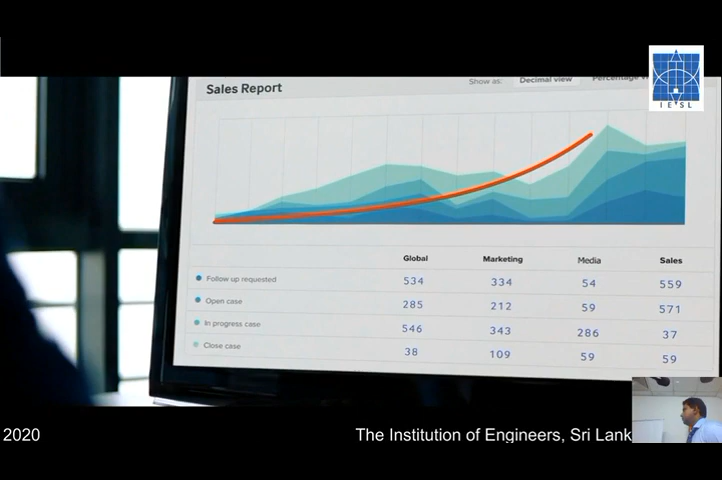 Show as: Decimal view Percentage
Sales Report
IESL
Global Marketing Media Sales
Follow up requested 534 334 54 559
Open case 285 212 59 571
In progress case 546 343 286 37
Close case 38 109 59 59
2020 The Institution of Engineers, Sri Lank